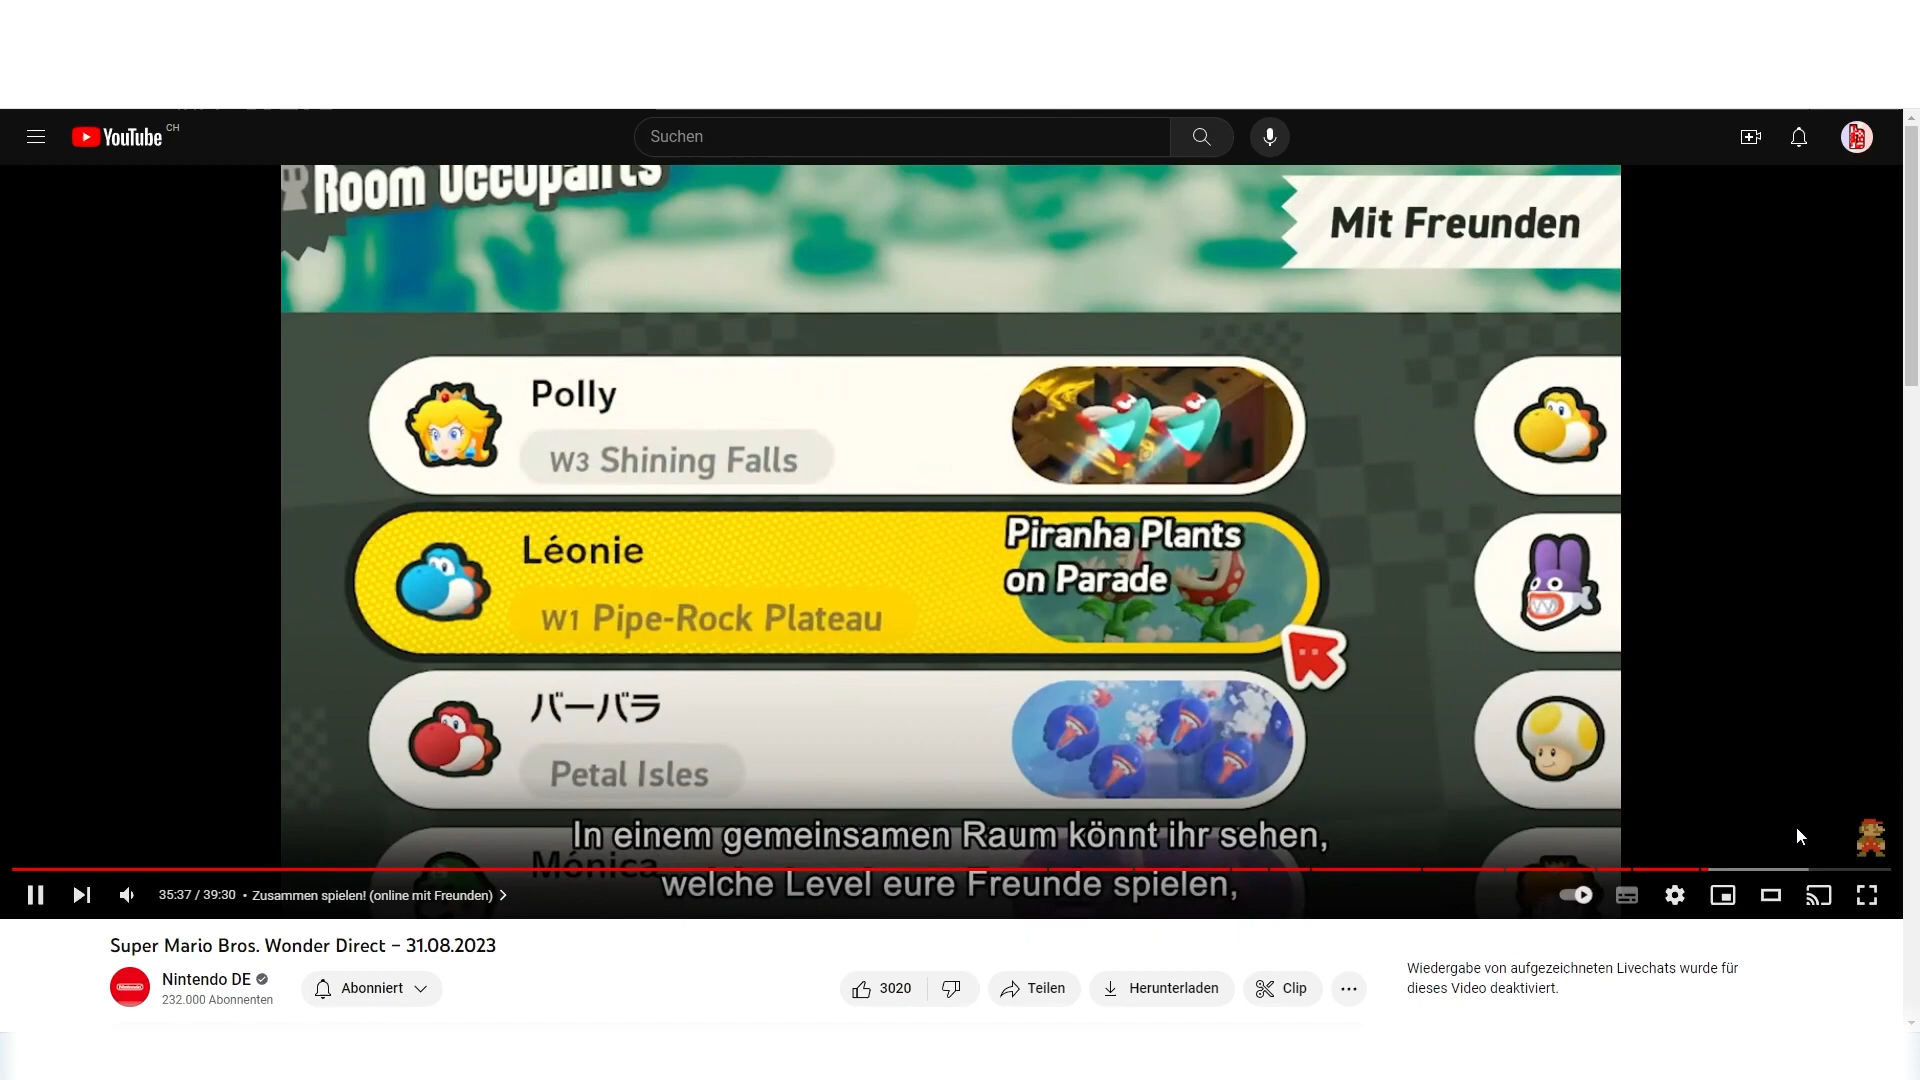 YouTube CH
Suchen
Room Occupants
Mit Freunden
Polly
W3 Shining Falls
Léonie
W1 Pipe-Rock Plateau
Piranha Plants
on Parade
バーバラ
Petal Isles
Mónica
In einem gemeinsamen Raum könnt ihr sehen,
welche Level eure Freunde spielen,
35:37 / 39:30 • Zusammen spielen! (online mit Freunden)
Super Mario Bros. Wonder Direct – 31.08.2023
Nintendo DE
232.000 Abonnenten
Abonniert
3020
Teilen
Herunterladen
Clip
Wiedergabe von aufgezeichneten Livechats wurde für
dieses Video deaktiviert.